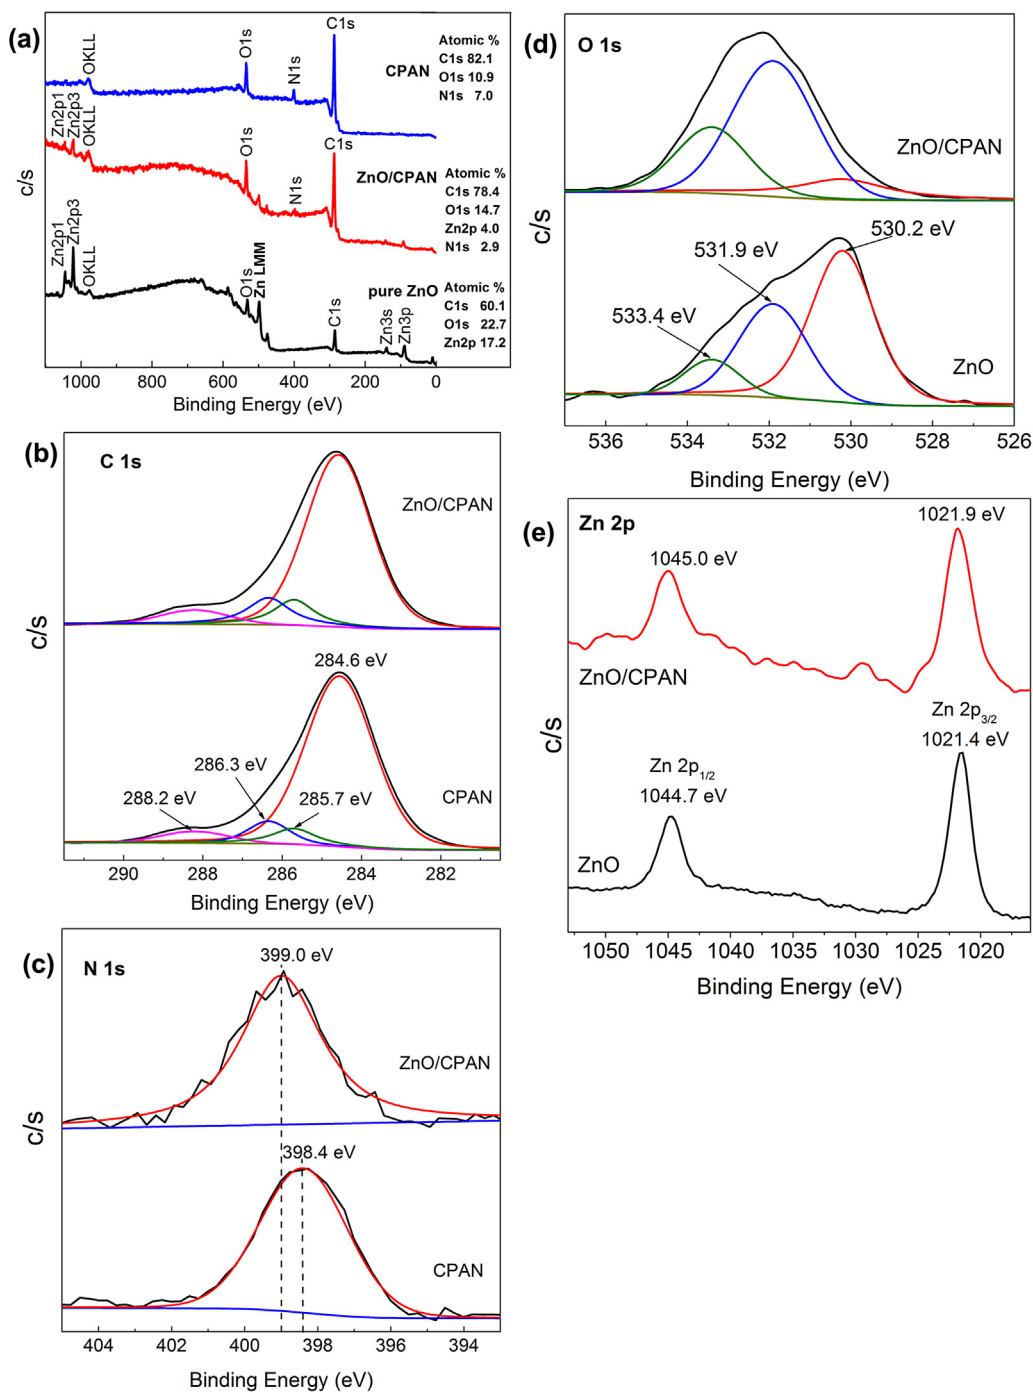 (a)
c/s
OKLL
O1s
N1s
C1s
CPAN
Atomic %
C1s 82.1
O1s 10.9
N1s 7.0
Zn2p1
Zn2p3
OKLL
O1s
N1s
C1s
ZnO/CPAN
Atomic %
C1s 78.4
O1s 14.7
Zn2p 4.0
N1s 2.9
Zn2p1
Zn2p3
OKLL
O1s
Zn LMM
C1s
Zn3s
Zn3p
pure ZnO
Atomic %
C1s 60.1
O1s 22.7
Zn2p 17.2
1000 800 600 400 200 0
Binding Energy (eV)
(b)
C 1s
c/s
ZnO/CPAN
284.6 eV
286.3 eV
288.2 eV
285.7 eV
CPAN
290 288 286 284 282
Binding Energy (eV)
(c)
N 1s
c/s
399.0 eV
ZnO/CPAN
398.4 eV
CPAN
404 402 400 398 396 394
Binding Energy (eV)
(d)
O 1s
c/s
ZnO/CPAN
530.2 eV
531.9 eV
533.4 eV
ZnO
536 534 532 530 528 526
Binding Energy (eV)
(e)
Zn 2p
c/s
1021.9 eV
1045.0 eV
ZnO/CPAN
Zn 2p3/2
1021.4 eV
Zn 2p1/2
1044.7 eV
ZnO
1050 1045 1040 1035 1030 1025 1020
Binding Energy (eV)